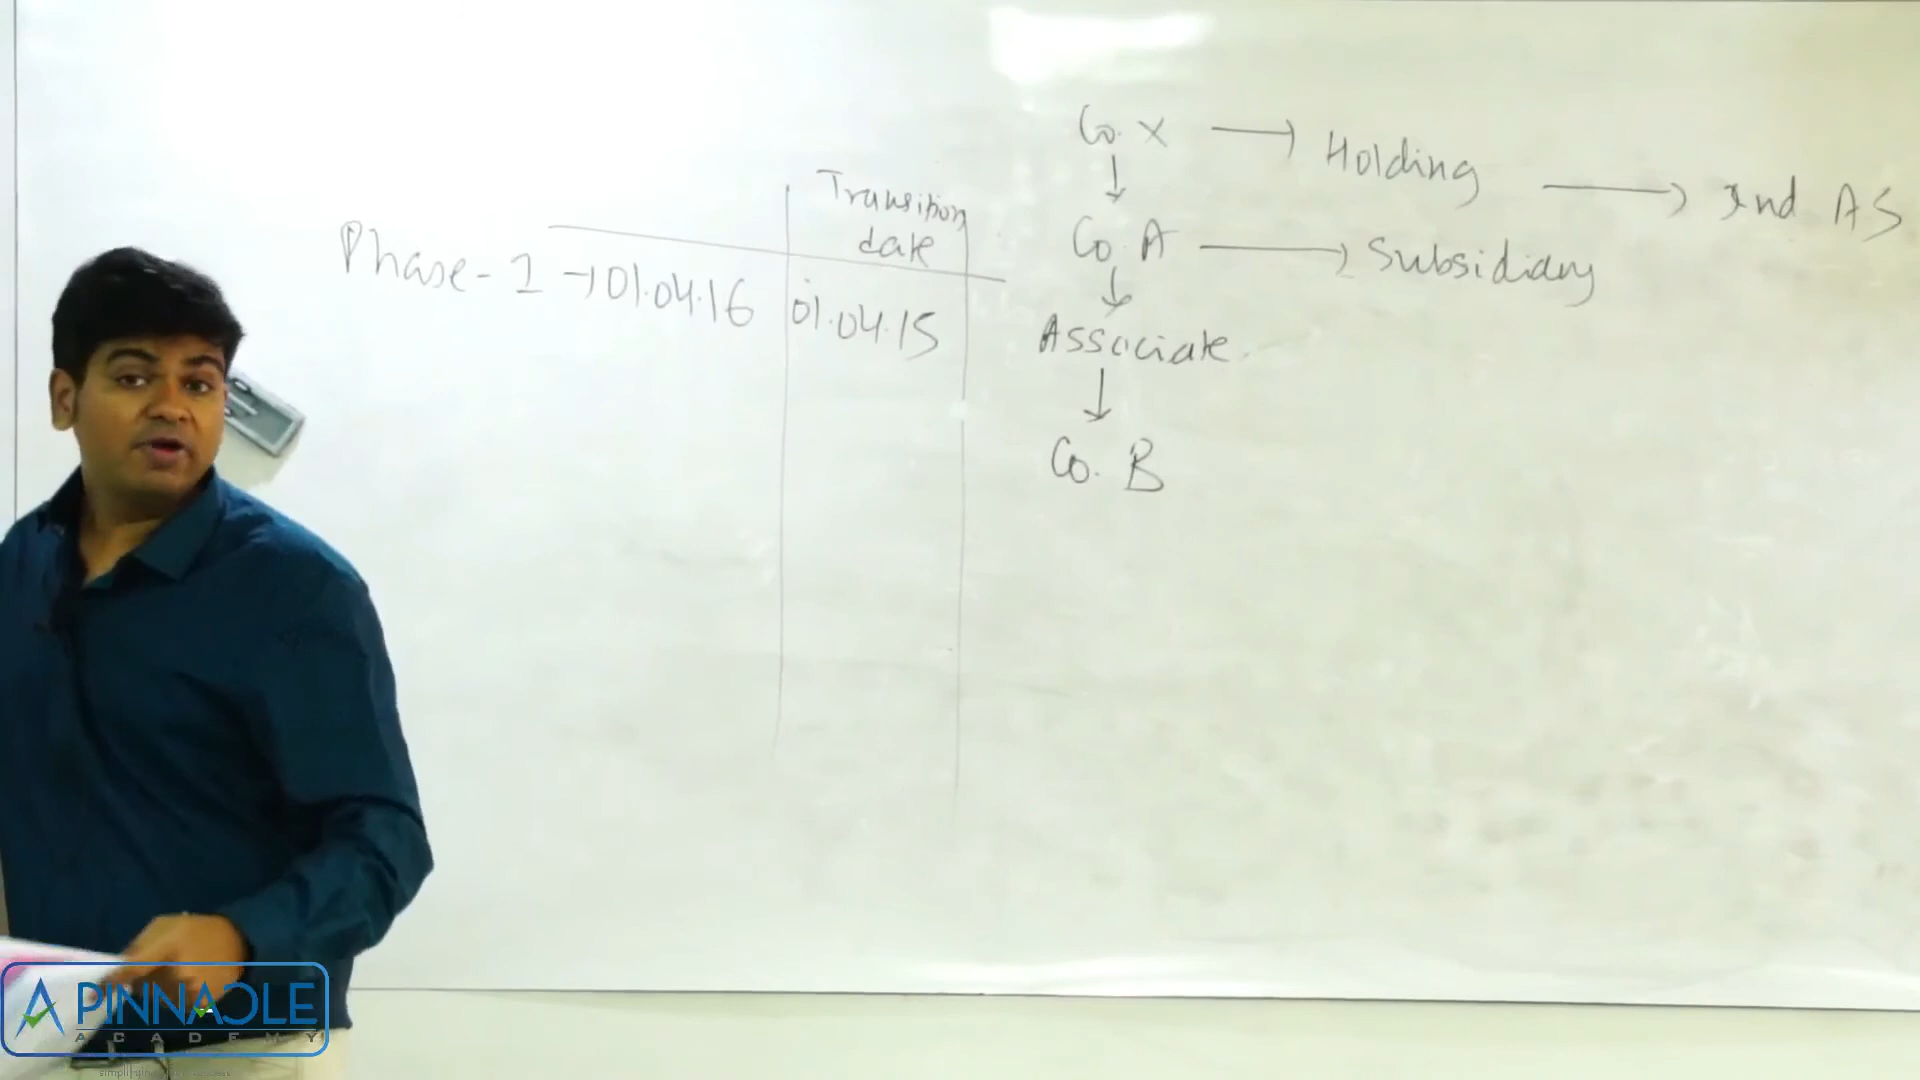 Transition
date
Phase-1 → 01.04.16
01.04.15
Co. X → Holding → Ind AS
↓
Co. A → Subsidiary
↓
Associate
↓
Co. B
PINNACLE
ACADEMY